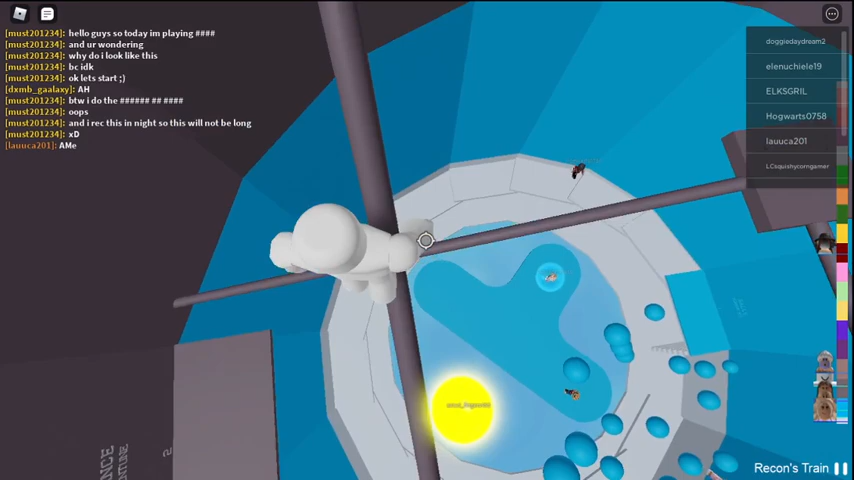 [must201234]: hello guys so today im playing ####
[must201234]: and ur wondering
[must201234]: why do i look like this
[must201234]: bc idk
[must201234]: ok lets start ;)
[dxmb_gaalaxy]: AH
[must201234]: btw i do the ###### ## ####
[must201234]: oops
[must201234]: and i rec this in night so this will not be long
[must201234]: xD
[lauuca201]: AMe
doggiedaydream2
elenuchiele19
ELKSGRIL
Hogwarts0758
lauuca201
LCsquishycorngamer
Recon's Train